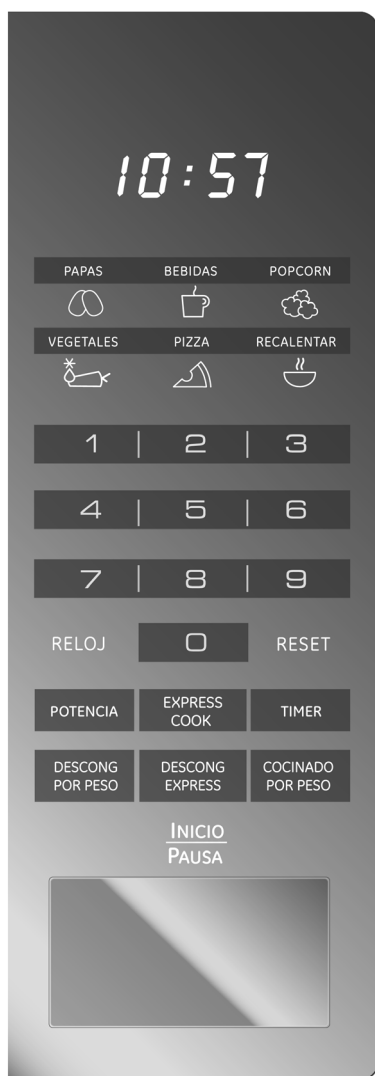 10:57
PAPAS BEBIDAS POPCORN
VEGETALES PIZZA RECALENTAR
1 2 3
4 5 6
7 8 9
RELOJ 0 RESET
POTENCIA EXPRESS COOK TIMER
DESCONG POR PESO DESCONG EXPRESS COCINADO POR PESO
INICIO
PAUSA